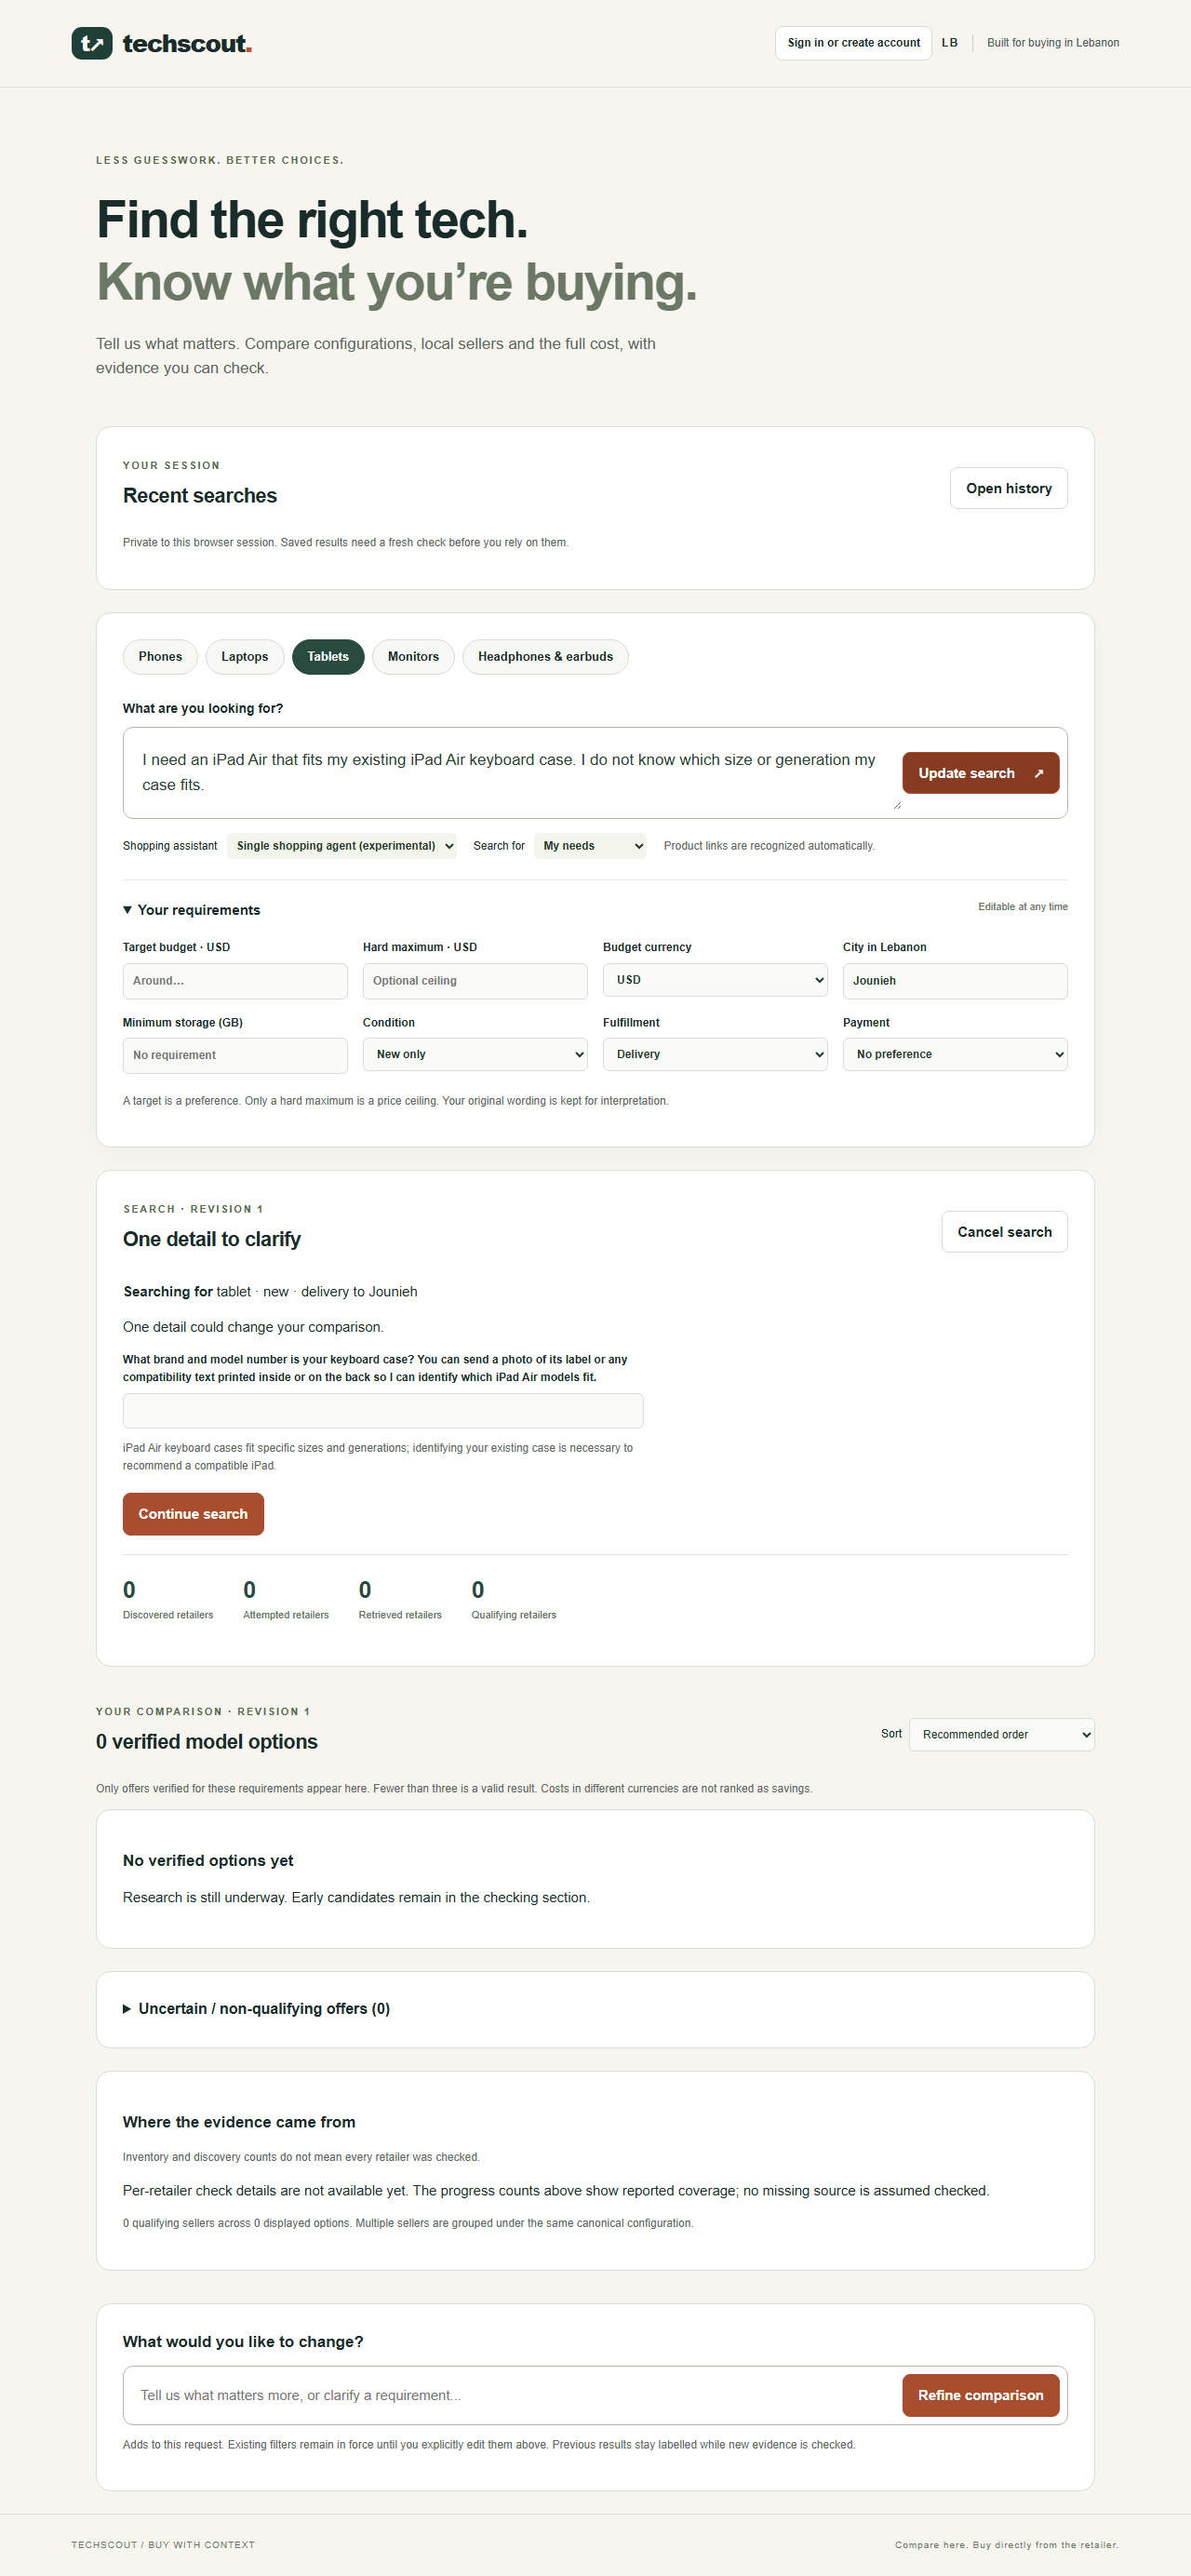 t↗ techscout.
Sign in or create account
LB
Built for buying in Lebanon
LESS GUESSWORK. BETTER CHOICES.
Find the right tech.
Know what you’re buying.
Tell us what matters. Compare configurations, local sellers and the full cost, with
evidence you can check.
YOUR SESSION
Recent searches
Open history
Private to this browser session. Saved results need a fresh check before you rely on them.
Phones
Laptops
Tablets
Monitors
Headphones & earbuds
What are you looking for?
I need an iPad Air that fits my existing iPad Air keyboard case. I do not know which size or generation my
case fits.
Update search ↗
Shopping assistant
Single shopping agent (experimental)
Search for
My needs
Product links are recognized automatically.
▼ Your requirements
Editable at any time
Target budget · USD
Hard maximum · USD
Budget currency
City in Lebanon
Around...
Optional ceiling
USD
Jounieh
Minimum storage (GB)
Condition
Fulfillment
Payment
No requirement
New only
Delivery
No preference
A target is a preference. Only a hard maximum is a price ceiling. Your original wording is kept for interpretation.
SEARCH · REVISION 1
One detail to clarify
Cancel search
Searching for tablet · new · delivery to Jounieh
One detail could change your comparison.
What brand and model number is your keyboard case? You can send a photo of its label or any
compatibility text printed inside or on the back so I can identify which iPad Air models fit.
iPad Air keyboard cases fit specific sizes and generations; identifying your existing case is necessary to
recommend a compatible iPad.
Continue search
0
0
0
0
Discovered retailers
Attempted retailers
Retrieved retailers
Qualifying retailers
YOUR COMPARISON · REVISION 1
0 verified model options
Sort
Recommended order
Only offers verified for these requirements appear here. Fewer than three is a valid result. Costs in different currencies are not ranked as savings.
No verified options yet
Research is still underway. Early candidates remain in the checking section.
▶ Uncertain / non-qualifying offers (0)
Where the evidence came from
Inventory and discovery counts do not mean every retailer was checked.
Per-retailer check details are not available yet. The progress counts above show reported coverage; no missing source is assumed checked.
0 qualifying sellers across 0 displayed options. Multiple sellers are grouped under the same canonical configuration.
What would you like to change?
Tell us what matters more, or clarify a requirement...
Refine comparison
Adds to this request. Existing filters remain in force until you explicitly edit them above. Previous results stay labelled while new evidence is checked.
TECHSCOUT / BUY WITH CONTEXT
Compare here. Buy directly from the retailer.